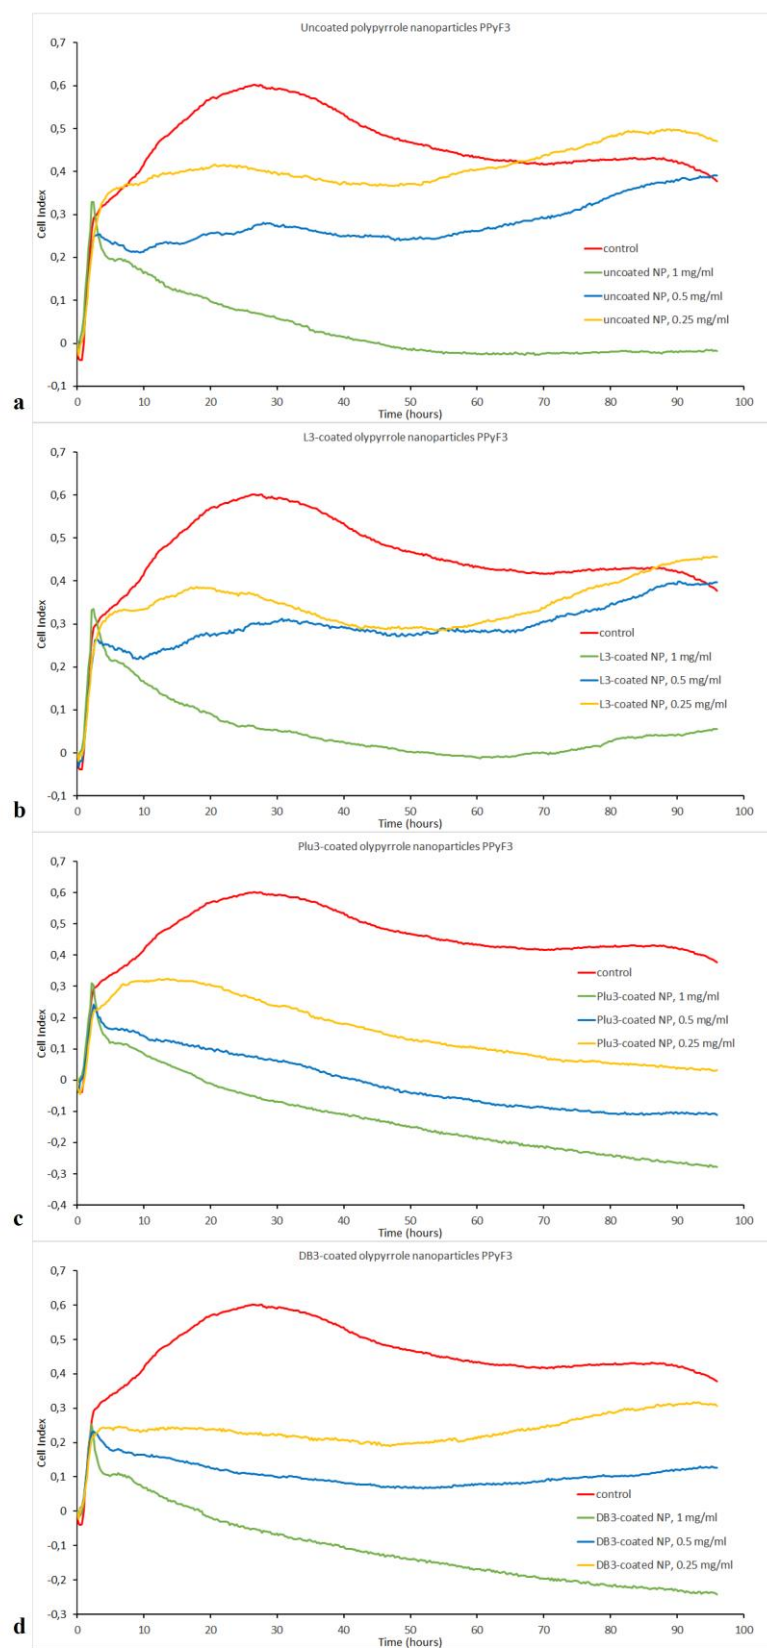 Uncoated polypyrrole nanoparticles PPyF3
0,7
0,6
0,5
0,4
0,3
0,2
0,1
0
-0,1
Cell Index
control
uncoated NP, 1 mg/ml
uncoated NP, 0.5 mg/ml
uncoated NP, 0.25 mg/ml
0 10 20 30 40 50 60 70 80 90 100
Time (hours)
a
L3-coated olypyrrole nanoparticles PPyF3
0,7
0,6
0,5
0,4
0,3
0,2
0,1
0
-0,1
Cell Index
control
L3-coated NP, 1 mg/ml
L3-coated NP, 0.5 mg/ml
L3-coated NP, 0.25 mg/ml
0 10 20 30 40 50 60 70 80 90 100
Time (hours)
b
Plu3-coated olypyrrole nanoparticles PPyF3
0,7
0,6
0,5
0,4
0,3
0,2
0,1
0
-0,1
-0,2
-0,3
-0,4
Cell Index
control
Plu3-coated NP, 1 mg/ml
Plu3-coated NP, 0.5 mg/ml
Plu3-coated NP, 0.25 mg/ml
0 10 20 30 40 50 60 70 80 90 100
Time (hours)
c
DB3-coated olypyrrole nanoparticles PPyF3
0,7
0,6
0,5
0,4
0,3
0,2
0,1
0
-0,1
-0,2
-0,3
Cell Index
control
DB3-coated NP, 1 mg/ml
DB3-coated NP, 0.5 mg/ml
DB3-coated NP, 0.25 mg/ml
0 10 20 30 40 50 60 70 80 90 100
Time (hours)
d